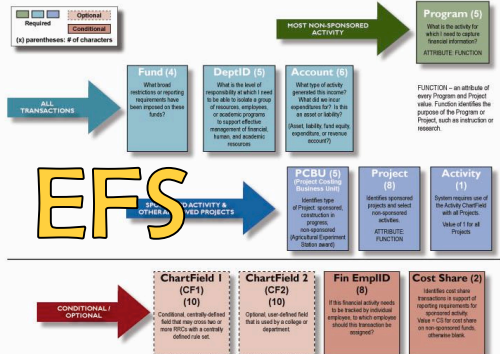 Required
Optional
Conditional
(x) parentheses: # of characters
MOST NON-SPONSORED
ACTIVITY
Program (5)
What is the activity for
which I need to capture
financial information?
ATTRIBUTE: FUNCTION
FUNCTION – an attribute of
every Program and Project
value. Function identifies the
purpose of the Program or
Project, such as instruction or
research.
ALL
TRANSACTIONS
Fund (4)
What broad
restrictions or reporting
requirements have
been imposed on these
funds?
DeptID (5)
What is the level of
responsibility at which I need
to be able to isolate a group
of resources, employees,
or academic programs
to support effective
management of financial,
human, and academic
resources
Account (6)
What type of activity
generated this income?
What did we incur
expenditures for? Is this
an asset or liability?
(Asset, liability, fund equity,
expenditure, or revenue
account?)
EFS
SPONSORED ACTIVITY &
OTHER PROJECTS
PCBU (5)
(Project Costing
Business Unit)
Identifies type
of Project: sponsored,
construction in
progress,
non-sponsored
(Agricultural Experiment
Station award)
Project
(8)
Identifies sponsored
projects and select
non-sponsored
activities.
ATTRIBUTE:
FUNCTION
Activity
(1)
System requires use of
the Activity ChartField
with all Projects.
Value of 1 for all
Projects
CONDITIONAL /
OPTIONAL
ChartField 1
(CF1)
(10)
Conditional, centrally-defined
field that may cross two or
more RRCs with a centrally
defined rule set.
ChartField 2
(CF2)
(10)
Optional, user-defined field
that is used by a college or
department.
Fin EmplID
(8)
If this financial activity needs
to be tracked by individual
employee, to which employee
should this transaction be
assigned?
Cost Share (2)
Identifies cost share
transactions in support of
reporting requirements for
sponsored activity.
Value = CS for cost share
on non-sponsored funds,
otherwise blank.